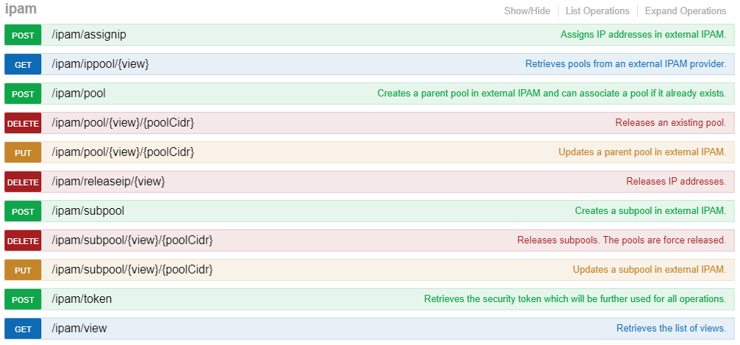 ipam Show/Hide List Operations Expand Operations
POST /ipam/assignip Assigns IP addresses in external IPAM.
GET /ipam/ippool/{view} Retrieves pools from an external IPAM provider.
POST /ipam/pool Creates a parent pool in external IPAM and can associate a pool if it already exists.
DELETE /ipam/pool/{view}/{poolCidr} Releases an existing pool.
PUT /ipam/pool/{view}/{poolCidr} Updates a parent pool in external IPAM.
DELETE /ipam/releaseip/{view} Releases IP addresses.
POST /ipam/subpool Creates a subpool in external IPAM.
DELETE /ipam/subpool/{view}/{poolCidr} Releases subpools. The pools are force released.
PUT /ipam/subpool/{view}/{poolCidr} Updates a subpool in external IPAM.
POST /ipam/token Retrieves the security token which will be further used for all operations.
GET /ipam/view Retrieves the list of views.